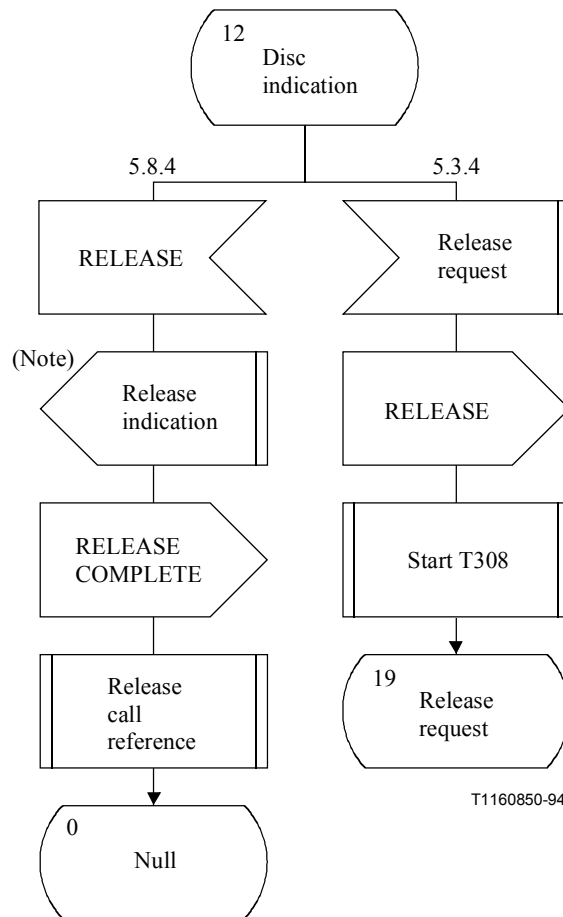 12
Disc
indication
5.8.4
5.3.4
RELEASE
Release
request
(Note)
Release
indication
RELEASE
RELEASE
COMPLETE
Start T308
Release
call
reference
19
Release
request
T1160850-94
0
Null